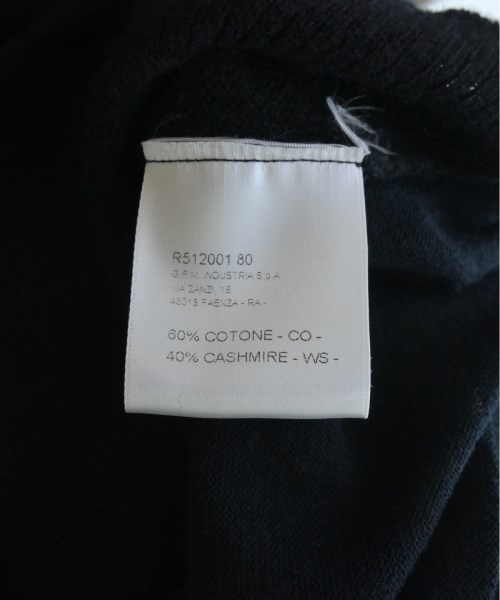 R512001 80
G.F.M. INDUSTRIA S.p.A.
VIA ZANZI, 18
48018 FAENZA - RA -
60% COTONE - CO -
40% CASHMIRE - WS -